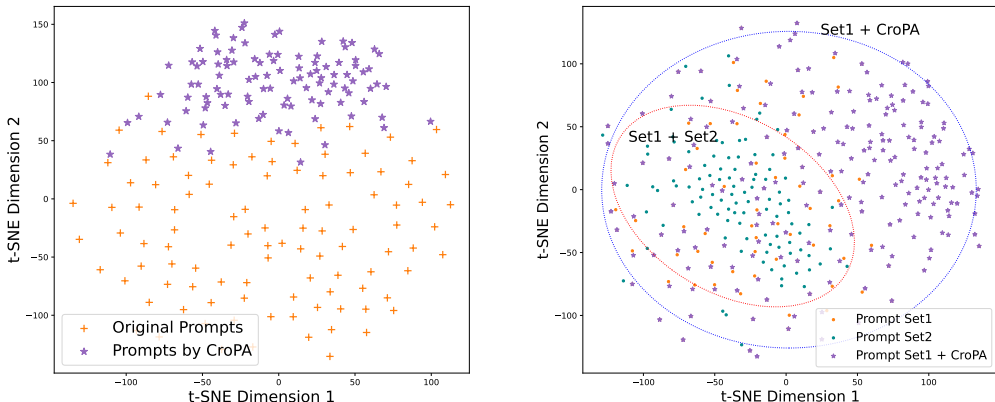 150
100
50
0
−50
−100
−100
−50
0
50
100
t-SNE Dimension 2
t-SNE Dimension 1
Original Prompts
Prompts by CroPA
100
50
0
−50
−100
−100
−50
0
50
100
t-SNE Dimension 2
t-SNE Dimension 1
Set1 + CroPA
Set1 + Set2
Prompt Set1
Prompt Set2
Prompt Set1 + CroPA